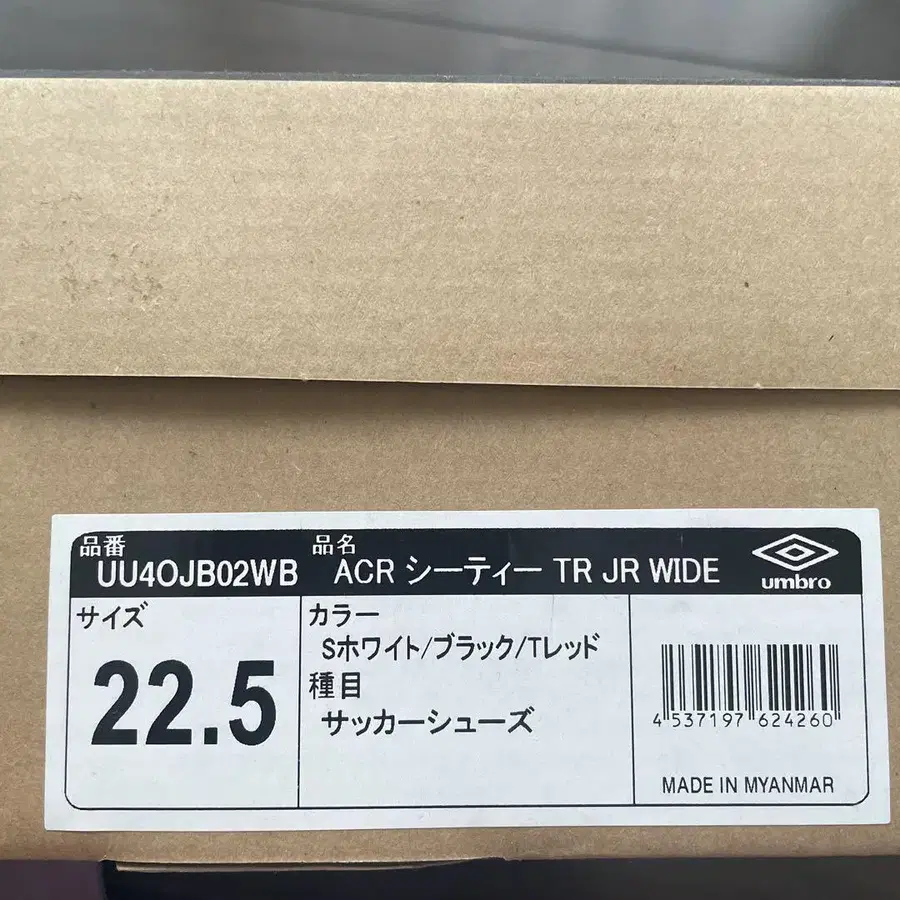 品番
UU4OJB02WB
品名
ACR シーティー TR JR WIDE
umbro
サイズ
22.5
カラー
Sホワイト/ブラック/Tレッド
種目
サッカーシューズ
4 537197 624260
MADE IN MYANMAR